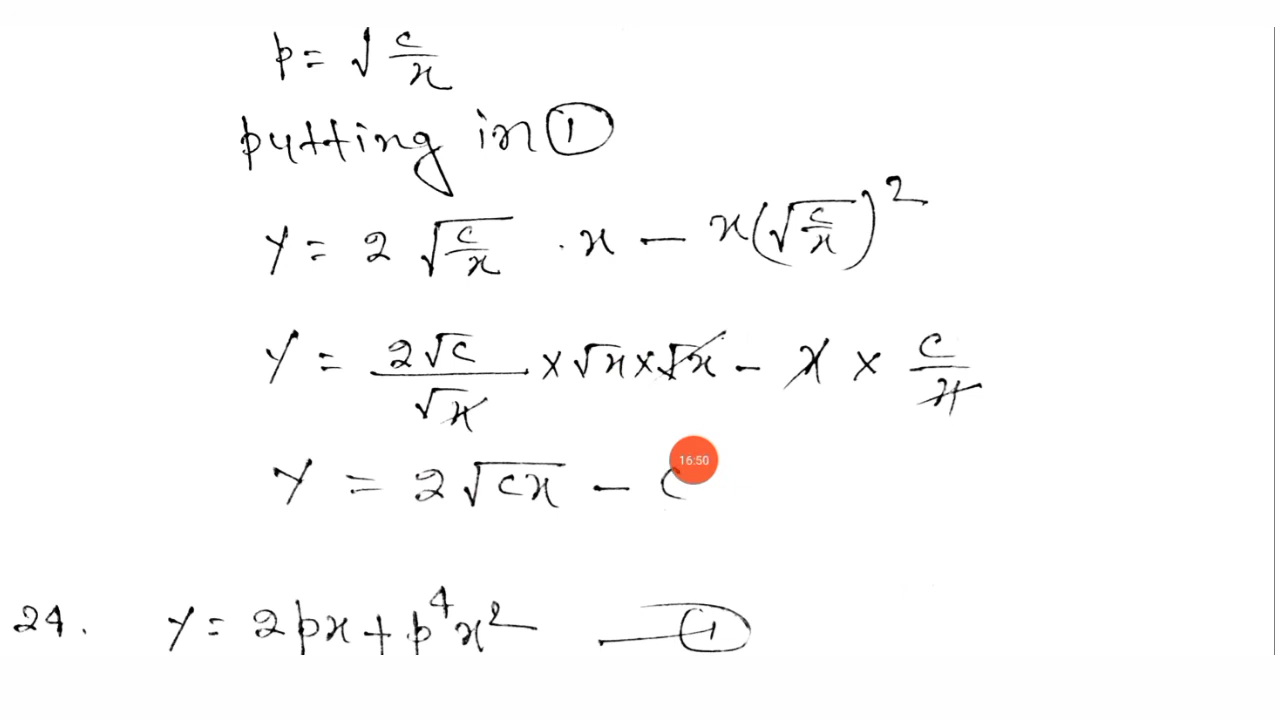 p = √(c/x)
putting in ①
y = 2 √(c/x) . x − x(√(c/x))²
y = 2√c/√x × √x × √x − x × c/x
16:50
y = 2√cx − c
24. y = 2px + p⁴x² —— ①